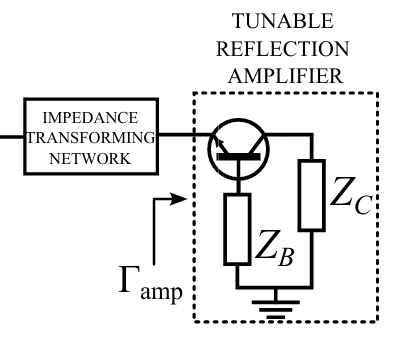 TUNABLE
REFLECTION
AMPLIFIER
IMPEDANCE
TRANSFORMING
NETWORK
Z_C
Z_B
Γ_amp